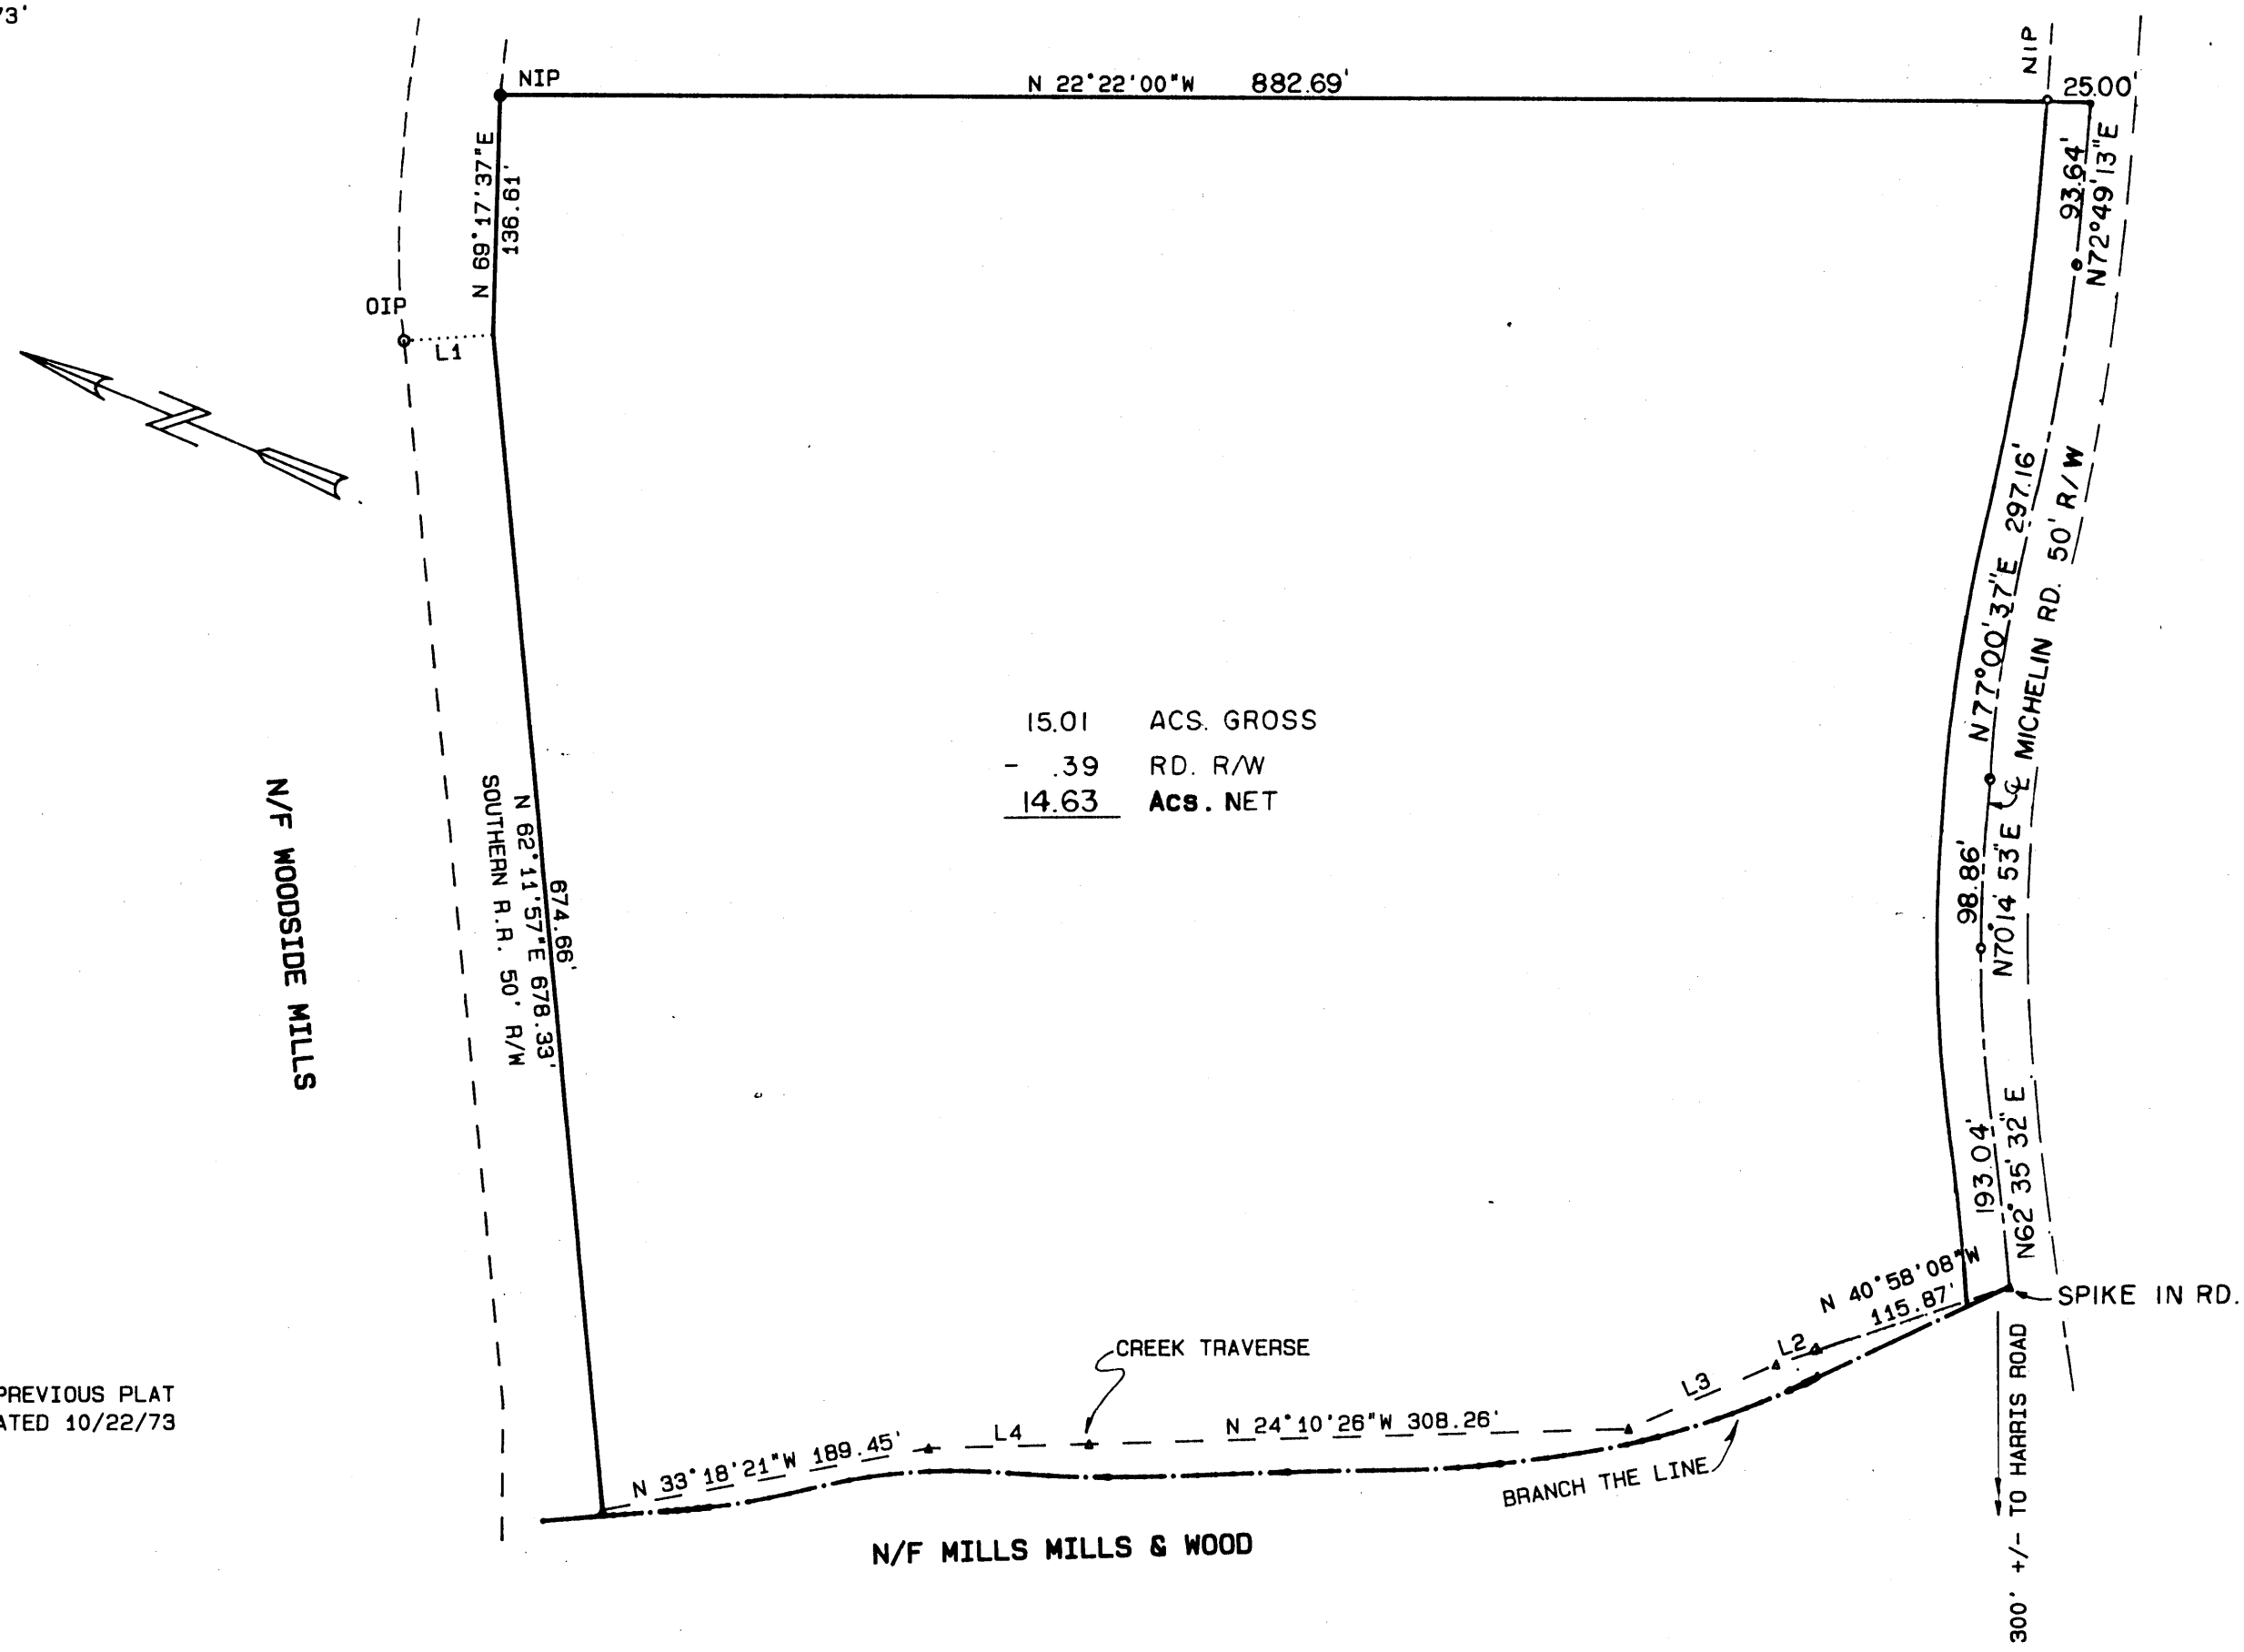 73'
NIP
N 22°22'00"W 882.69'
NIP
25.00'
N 69°17'37"E
136.61'
93.64'
N72°49'13"E
OIP
L1
N77°00'37"E 297.16'
℄ MICHELIN RD. 50' R/W
15.01 ACS. GROSS
- .39 RD. R/W
14.63 Acs. NET
N/F WOODSIDE MILLS
SOUTHERN R.R. 50' R/W
N 62°11'57"E 678.33'
674.66'
98.86'
N70°14'53"E
193.04'
N62°35'32"E
N 40°58'08"W
115.87'
SPIKE IN RD.
L2
L3
CREEK TRAVERSE
L4
N 24°10'26"W 308.26'
N 33°18'21"W 189.45'
BRANCH THE LINE
PREVIOUS PLAT
ATED 10/22/73
N/F MILLS MILLS & WOOD
300' +/- TO HARRIS ROAD